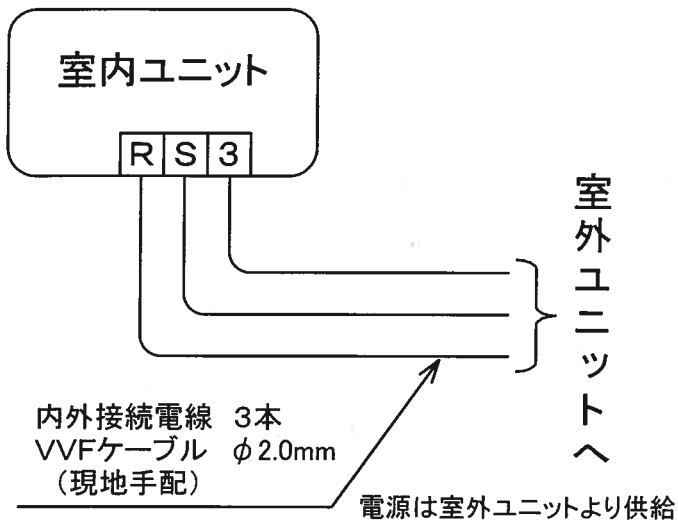 室内ユニット
R S 3
室外ユニットへ
内外接続電線 3本
VVFケーブル φ2.0mm
(現地手配)
電源は室外ユニットより供給